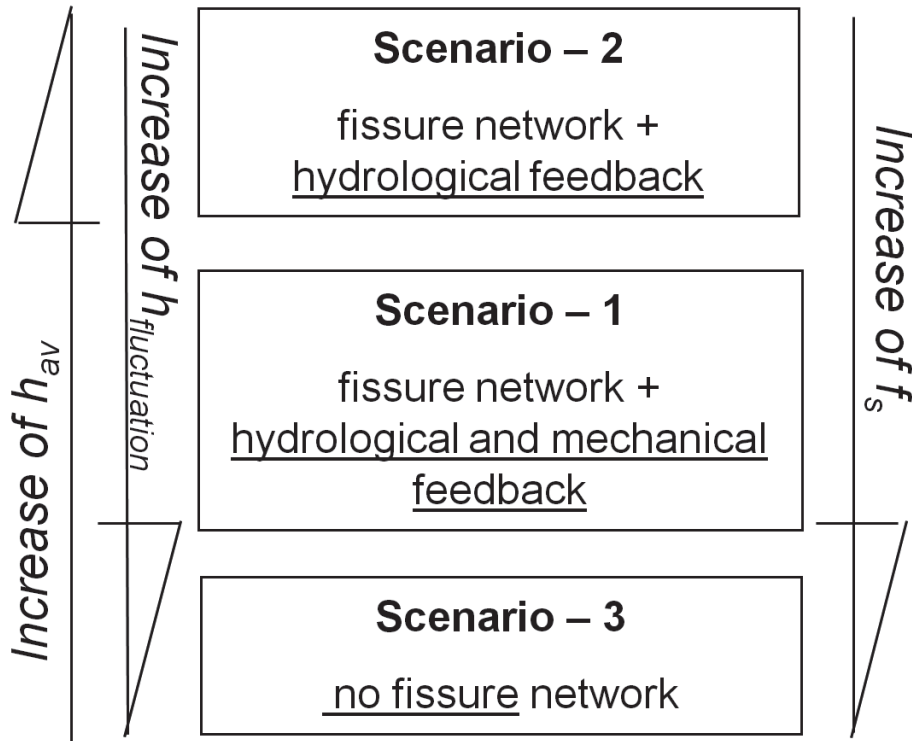 Increase of h_av
Increase of h_fluctuation
Scenario – 2
fissure network +
hydrological feedback
Scenario – 1
fissure network +
hydrological and mechanical
feedback
Scenario – 3
no fissure network
Increase of f_s